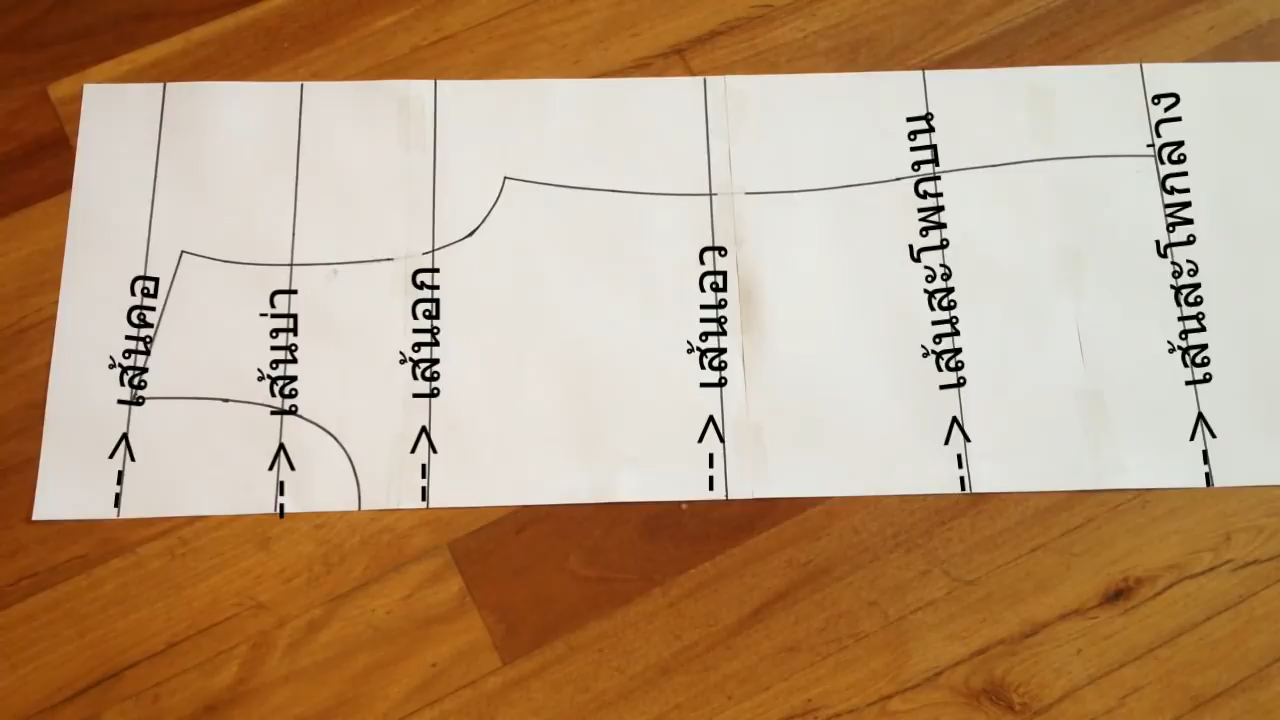 ---> เส้นคอ
---> เส้นบ่า
---> เส้นอก
---> เส้นเอว
---> เส้นสะโพกบน
---> เส้นสะโพกล่าง